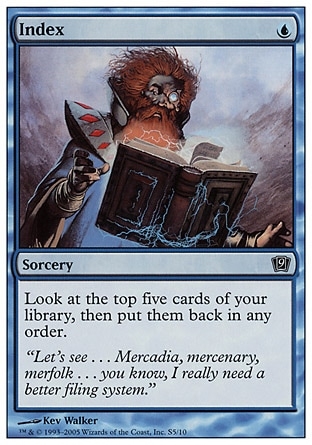 Index
Sorcery
9
Look at the top five cards of your
library, then put them back in any
order.
“Let's see . . . Mercadia, mercenary,
merfolk . . . you know, I really need a
better filing system.”
Kev Walker
™ & © 1993–2005 Wizards of the Coast, Inc. S5/10